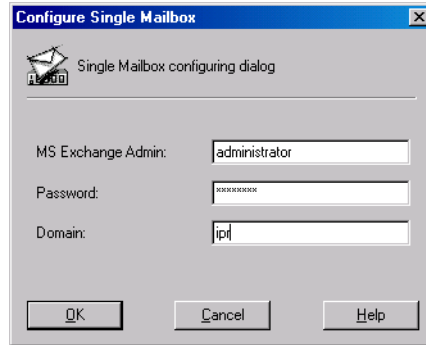 Configure Single Mailbox
Single Mailbox configuring dialog
MS Exchange Admin: administrator
Password: ********
Domain: ipr
OK Cancel Help